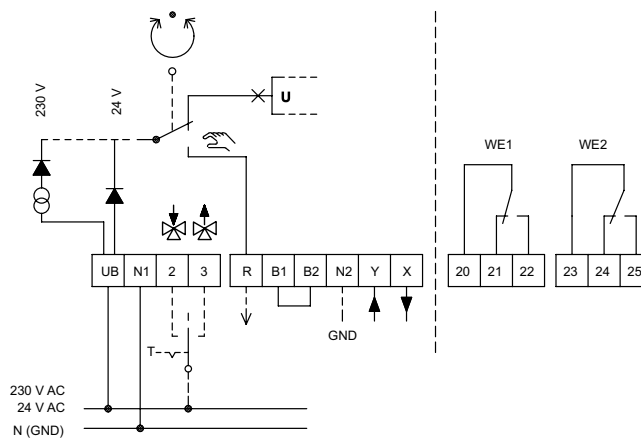 230 V
24 V
U
WE1
WE2
UB N1 2 3 R B1 B2 N2 Y X 20 21 22 23 24 25
GND
T
230 V AC
24 V AC
N (GND)